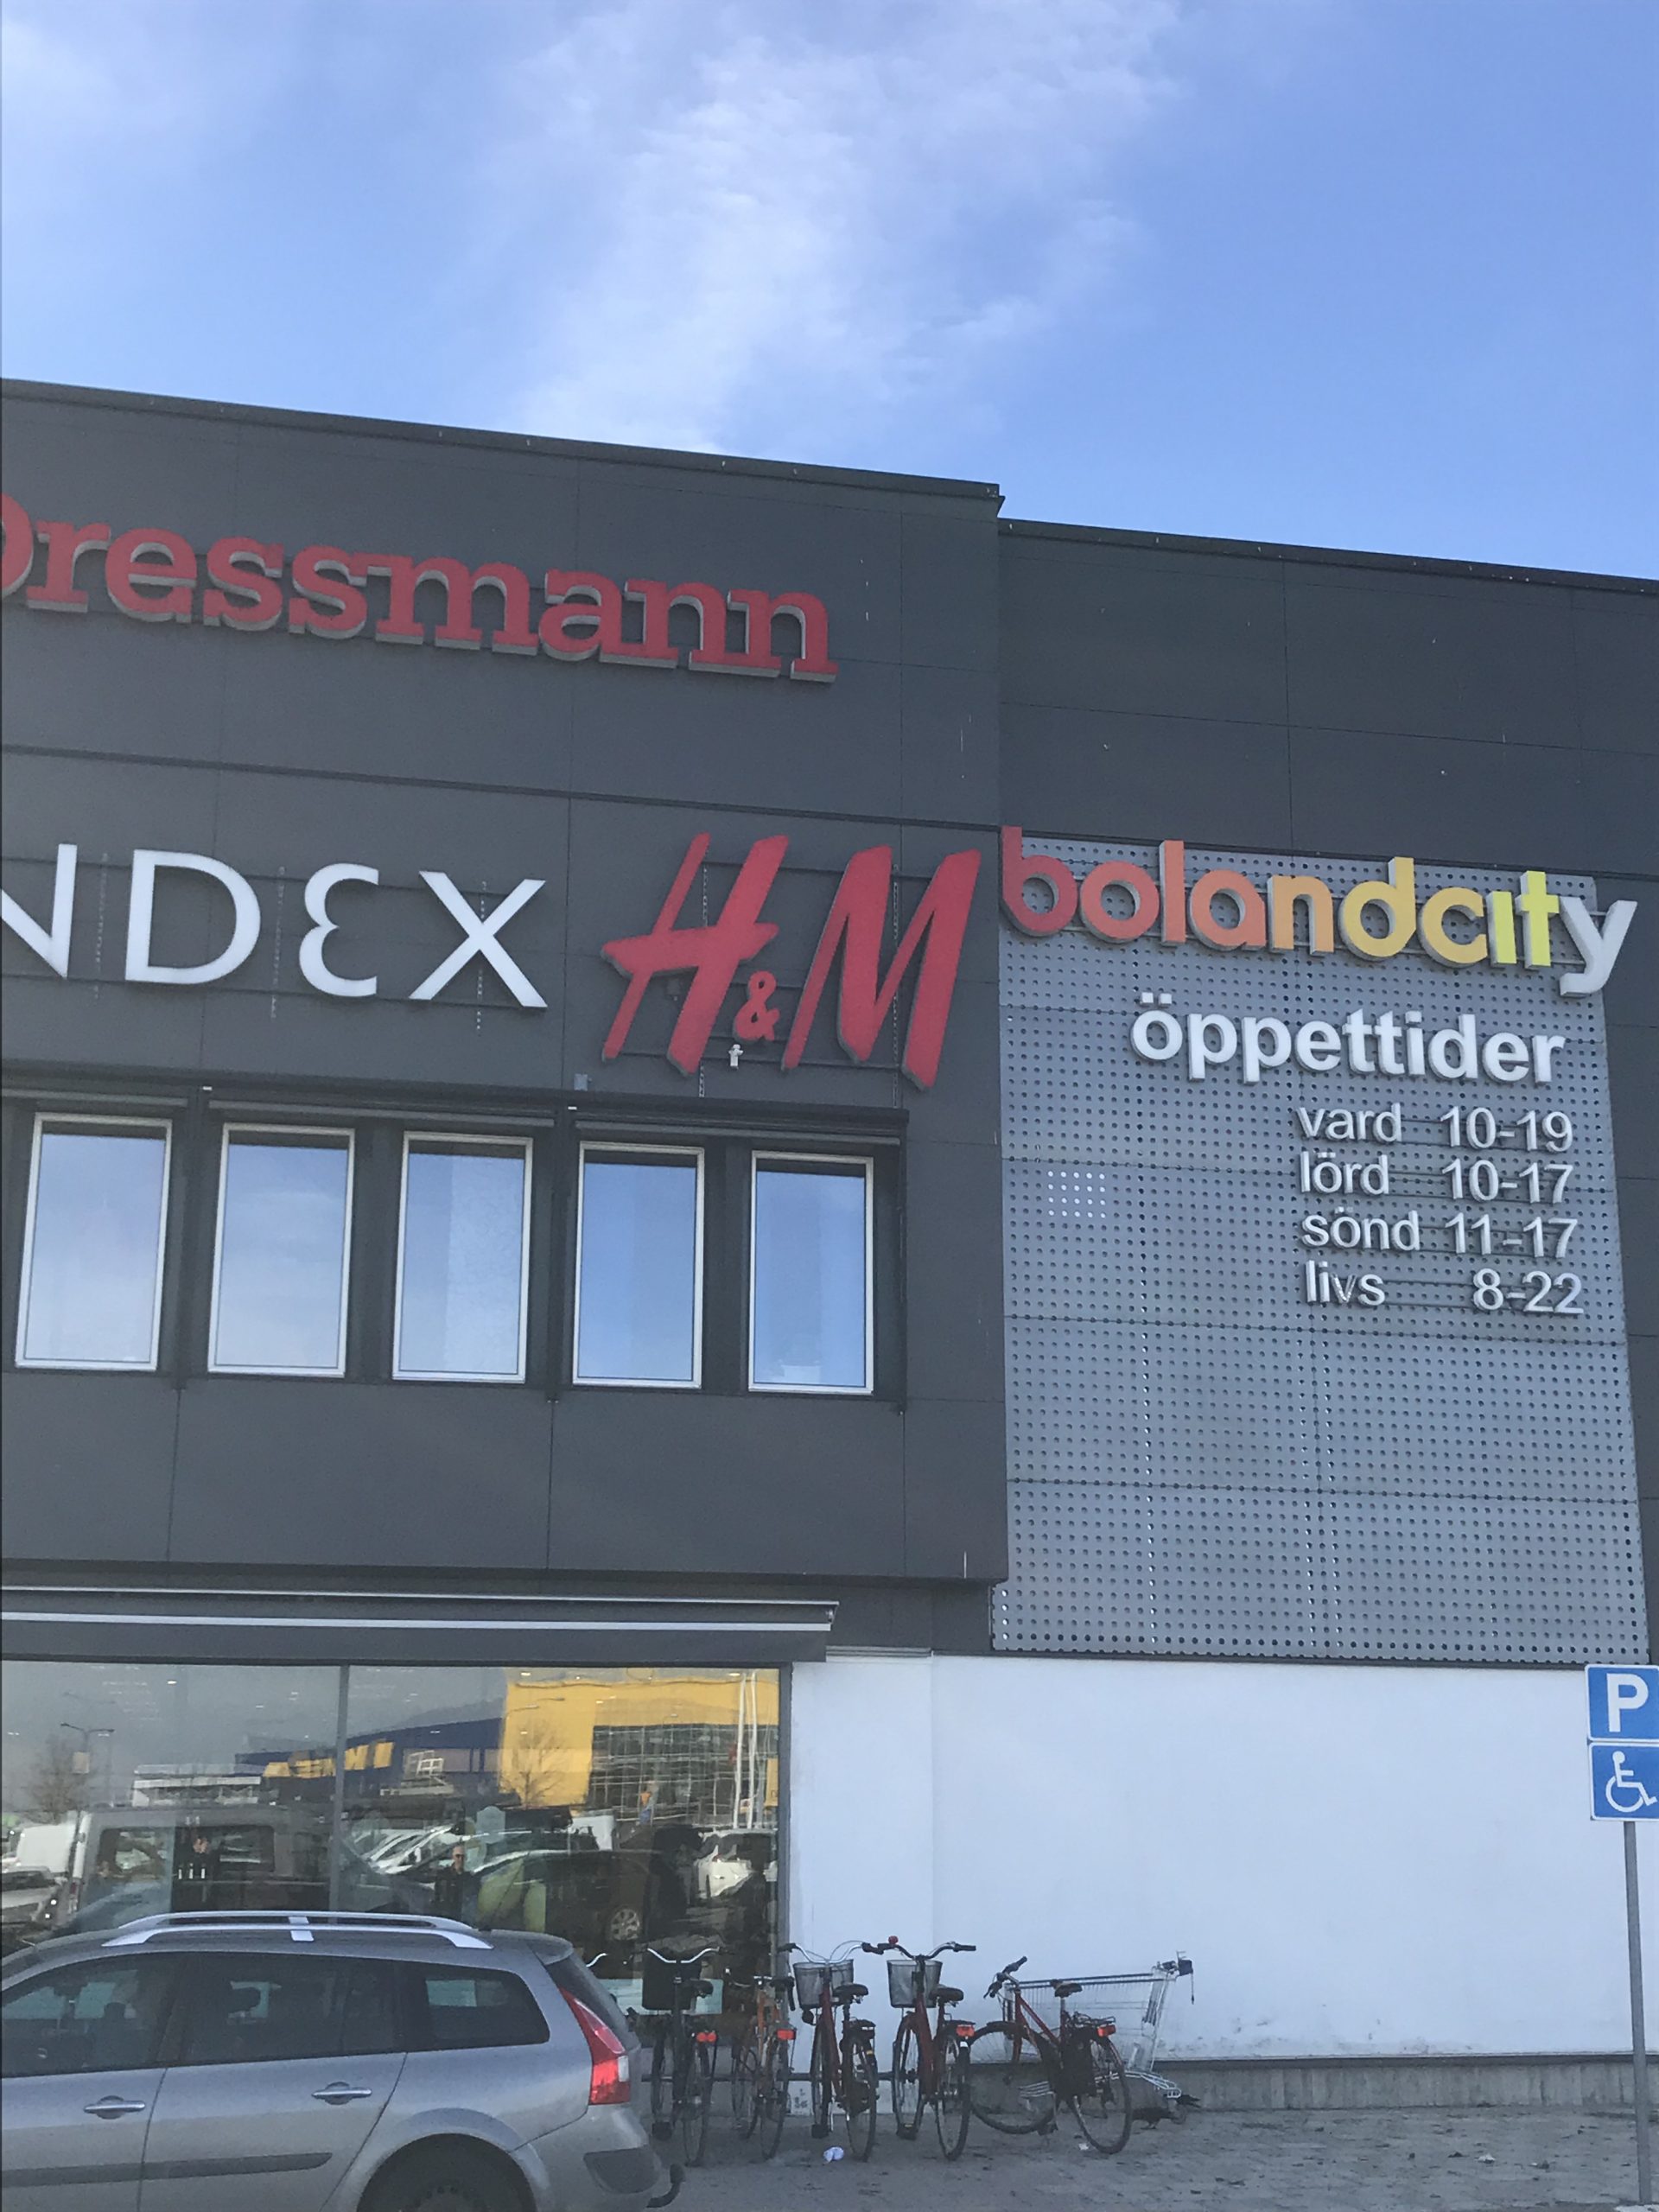 Dressmann
NDEX
H&M
bolandcity
öppettider
vard 10-19
lörd 10-17
sönd 11-17
livs 8-22
P